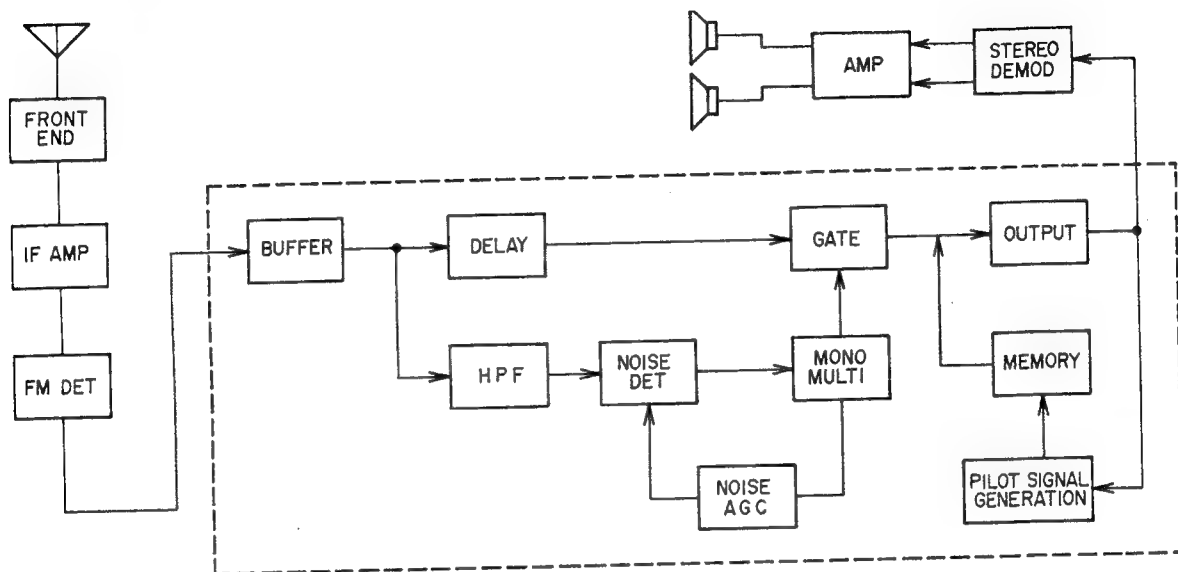 FRONT
END
IF AMP
FM DET
AMP
STEREO
DEMOD
BUFFER
DELAY
GATE
OUTPUT
HPF
NOISE
DET
MONO
MULTI
MEMORY
NOISE
AGC
PILOT SIGNAL
GENERATION